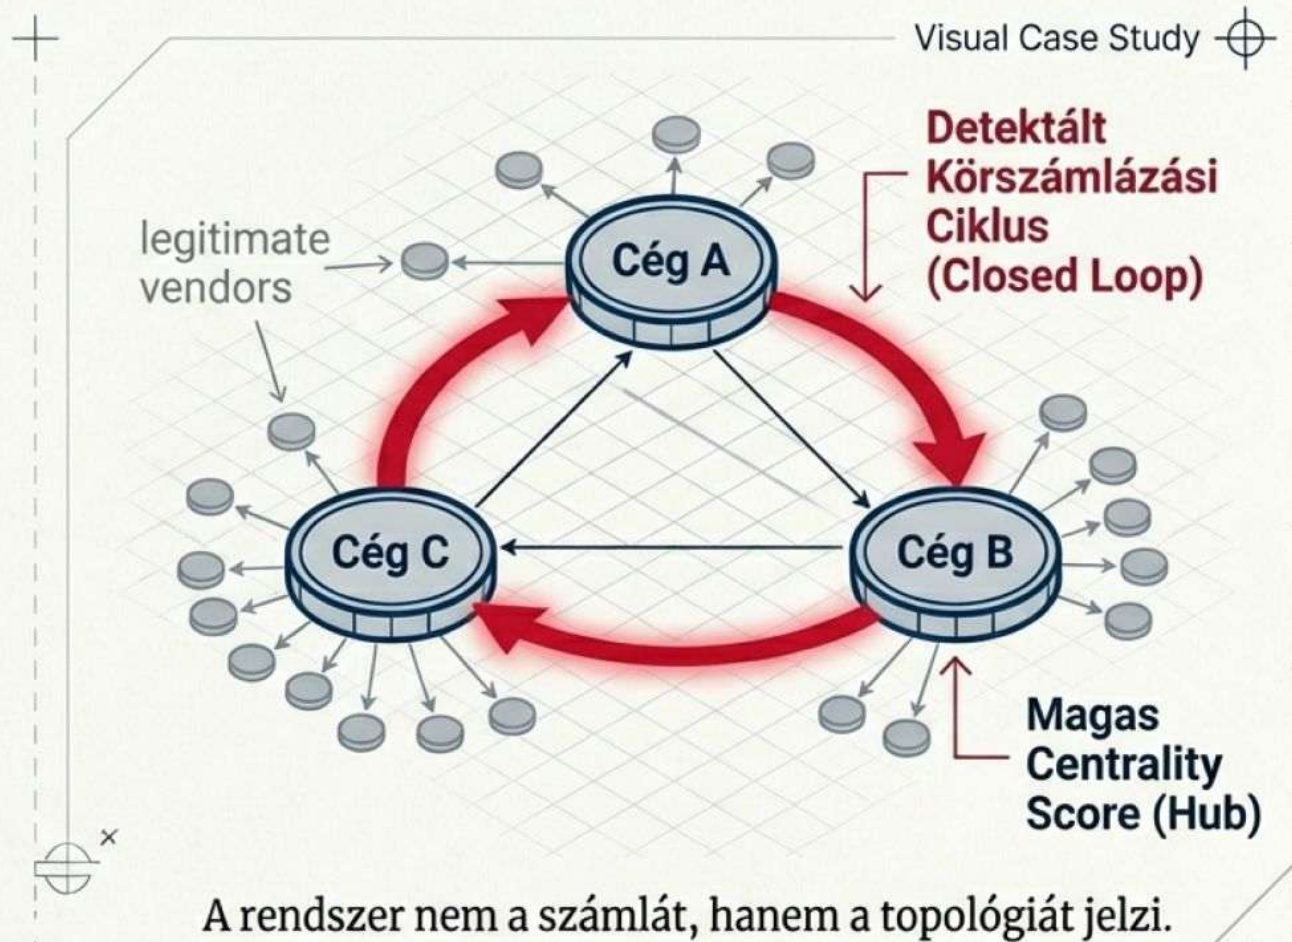 Visual Case Study
Detektált
Körszámlázási
Ciklus
(Closed Loop)
legitimate
vendors
Cég A
Cég C
Cég B
Magas
Centrality
Score (Hub)
A rendszer nem a számlát, hanem a topológiát jelzi.